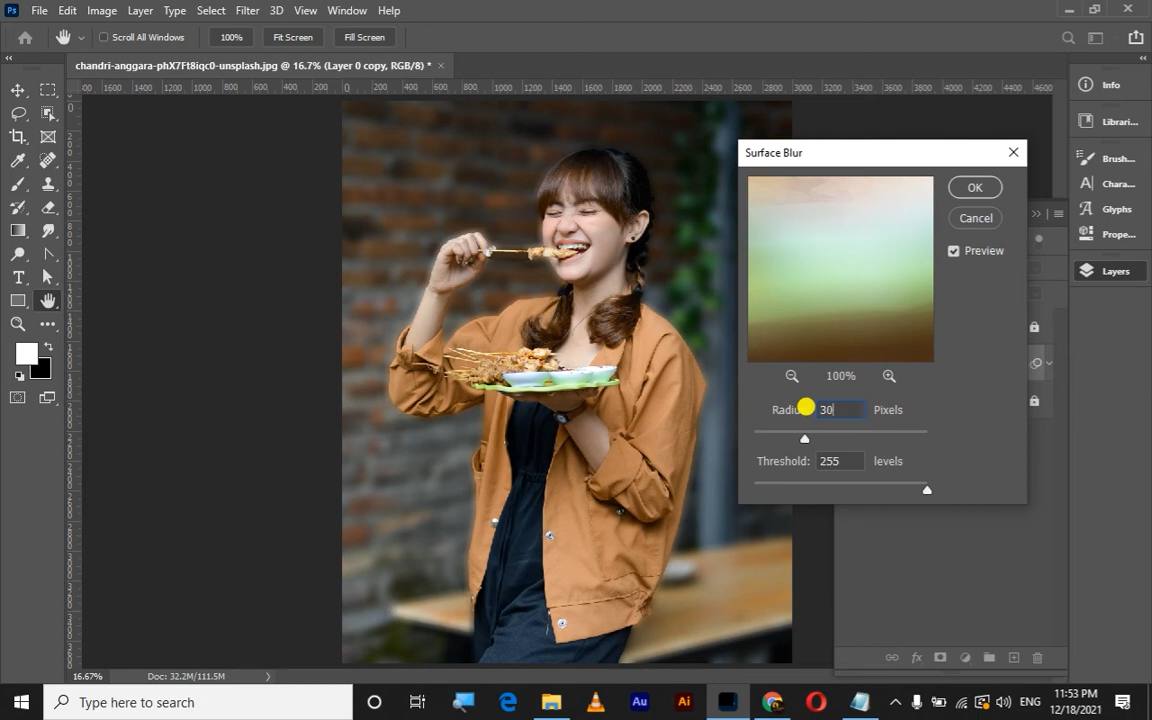 Ps File Edit Image Layer Type Select Filter 3D View Window Help
Scroll All Windows 100% Fit Screen Fill Screen
chandri-anggara-phX7Ft8iqc0-unsplash.jpg @ 16.7% (Layer 0 copy, RGB/8) *
1600 1400 1200 1000 800 600 400 200 0 200 400 600 800 1000 1200 1400 1600 1800 2000 2200 2400 2600 2800 3000 3200 3400 3600 3800 4000 4200 4400 4600
Info
Librari...
Brush...
Chara...
Glyphs
Prope...
Layers
Surface Blur
OK
Cancel
Preview
100%
30 Pixels
Threshold: 255 levels
16.67% Doc: 32.2M/111.5M
Type here to search
Au Ai
ENG
11:53 PM
12/18/2021